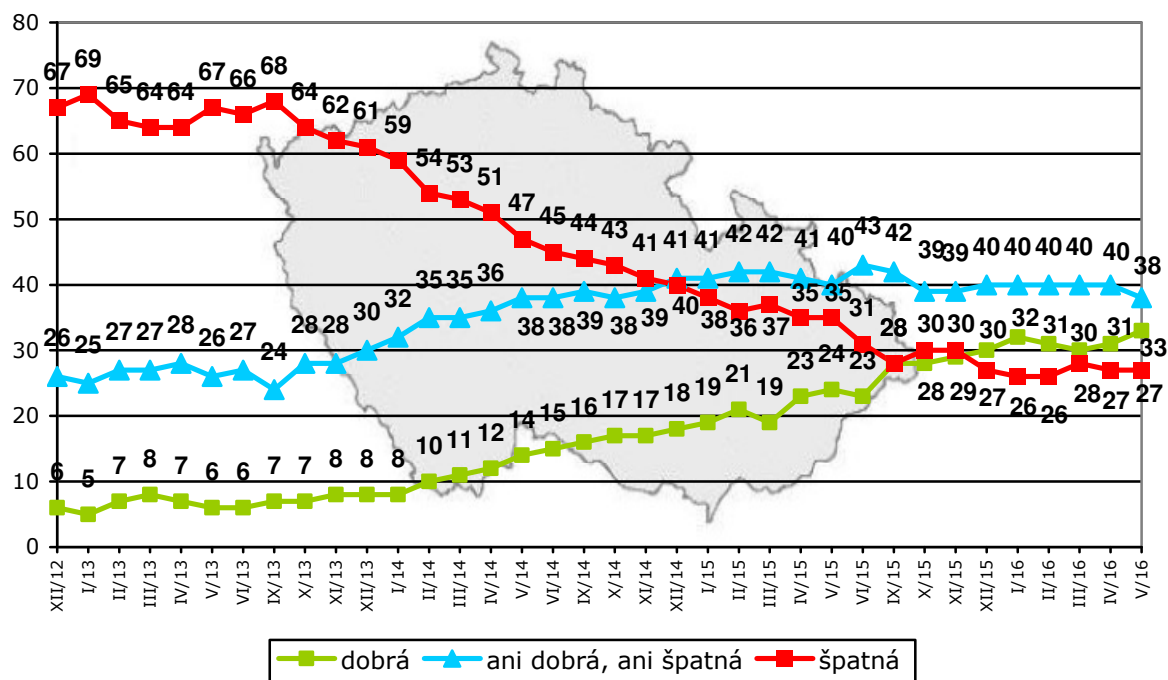 80
70
60
50
40
30
20
10
0
67 69 65 64 64 67 66 68 64 62 61 59 54 53 51 47 45 44 43 41 40 38 36 37 35 35 31 28 30 30 27 26 26 28 27 27
26 25 27 27 28 26 27 24 28 28 30 32 35 35 36 38 38 39 38 39 41 41 42 42 41 40 43 42 39 39 40 40 40 40 40 38
6 5 7 8 7 6 6 7 7 8 8 8 10 11 12 14 15 16 17 17 18 19 21 19 23 24 23 28 29 30 32 31 30 31 33
XII/12 I/13 II/13 III/13 IV/13 V/13 VI/13 IX/13 X/13 XI/13 XII/13 I/14 II/14 III/14 IV/14 V/14 VI/14 IX/14 X/14 XI/14 XII/14 I/15 II/15 III/15 IV/15 V/15 VI/15 IX/15 X/15 XI/15 XII/15 I/16 II/16 III/16 IV/16 V/16
dobrá ani dobrá, ani špatná špatná